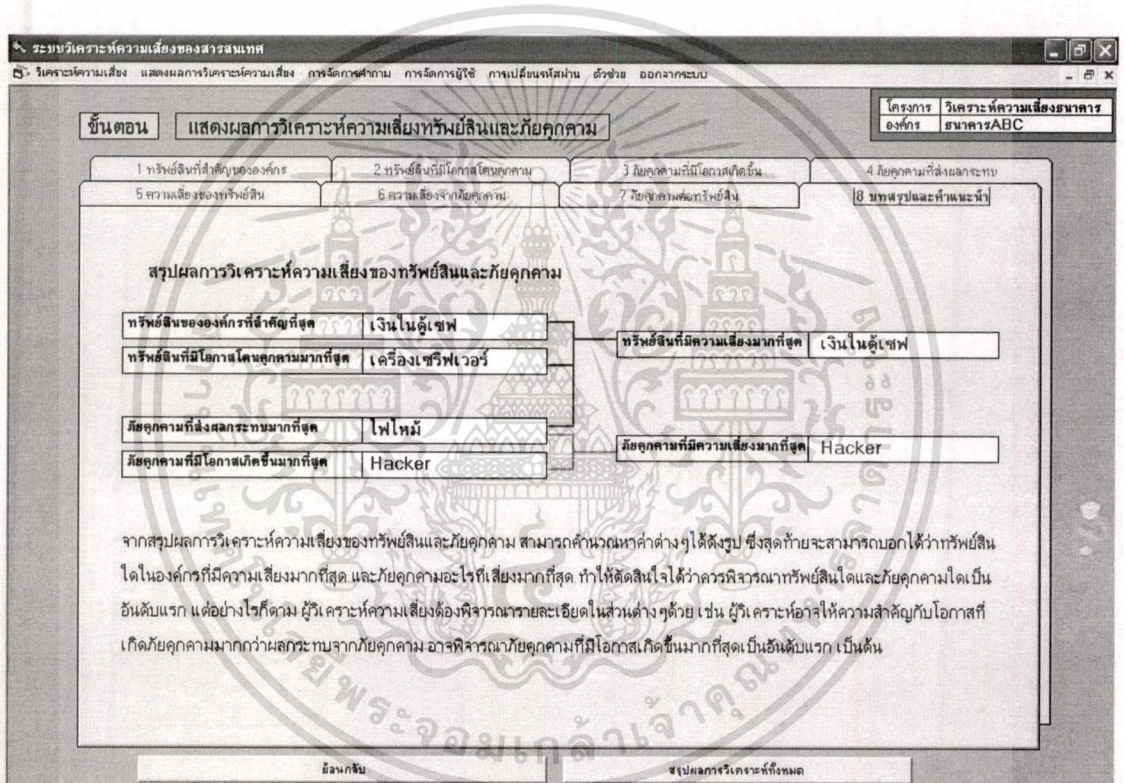 ระบบวิเคราะห์ความเสี่ยงของสารสนเทศ
วิเคราะห์ความเสี่ยง แสดงผลการวิเคราะห์ความเสี่ยง การจัดการคำถาม การจัดการผู้ใช้ การเปลี่ยนรหัสผ่าน ตัวช่วย ออกจากระบบ
โครงการ วิเคราะห์ความเสี่ยงธนาคาร
องค์กร ธนาคารABC
ขั้นตอน แสดงผลการวิเคราะห์ความเสี่ยงทรัพย์สินและภัยคุกคาม
1 ทรัพย์สินที่สำคัญขององค์กร 2 ทรัพย์สินที่มีโอกาสโดนคุกคาม 3 ภัยคุกคามที่มีโอกาสเกิดขึ้น 4 ภัยคุกคามที่ส่งผลกระทบ
5 ความเสี่ยงของทรัพย์สิน 6 ความเสี่ยงจากภัยคุกคาม 7 ภัยคุกคามต่อทรัพย์สิน 8 บทสรุปและคำแนะนำ
สรุปผลการวิเคราะห์ความเสี่ยงของทรัพย์สินและภัยคุกคาม
ทรัพย์สินขององค์กรที่สำคัญที่สุด เงินในตู้เซฟ
ทรัพย์สินที่มีความเสี่ยงมากที่สุด เงินในตู้เซฟ
ทรัพย์สินที่มีโอกาสโดนคุกคามมากที่สุด เครื่องเซริฟเวอร์
ภัยคุกคามที่ส่งผลกระทบมากที่สุด ไฟไหม้
ภัยคุกคามที่มีความเสี่ยงมากที่สุด Hacker
ภัยคุกคามที่มีโอกาสเกิดขึ้นมากที่สุด Hacker
จากสรุปผลการวิเคราะห์ความเสี่ยงของทรัพย์สินและภัยคุกคาม สามารถคำนวณหาค่าต่างๆได้ดังรูป ซึ่งสุดท้ายจะสามารถบอกได้ว่าทรัพย์สิน
ใดในองค์กรที่มีความเสี่ยงมากที่สุด และภัยคุกคามอะไรที่เสี่ยงมากที่สุด ทำให้ตัดสินใจได้ว่าควรพิจารณาทรัพย์สินใดและภัยคุกคามใดเป็น
อันดับแรก แต่อย่างไรก็ตาม ผู้วิเคราะห์ความเสี่ยงต้องพิจารณารายละเอียดในส่วนต่างๆด้วย เช่น ผู้วิเคราะห์อาจให้ความสำคัญกับโอกาสที่
เกิดภัยคุกคามมากกว่าผลกระทบจากภัยคุกคาม อาจพิจารณาภัยคุกคามที่มีโอกาสเกิดขึ้นมากที่สุดเป็นอันดับแรก เป็นต้น
ย้อนกลับ สรุปผลการวิเคราะห์ทั้งหมด